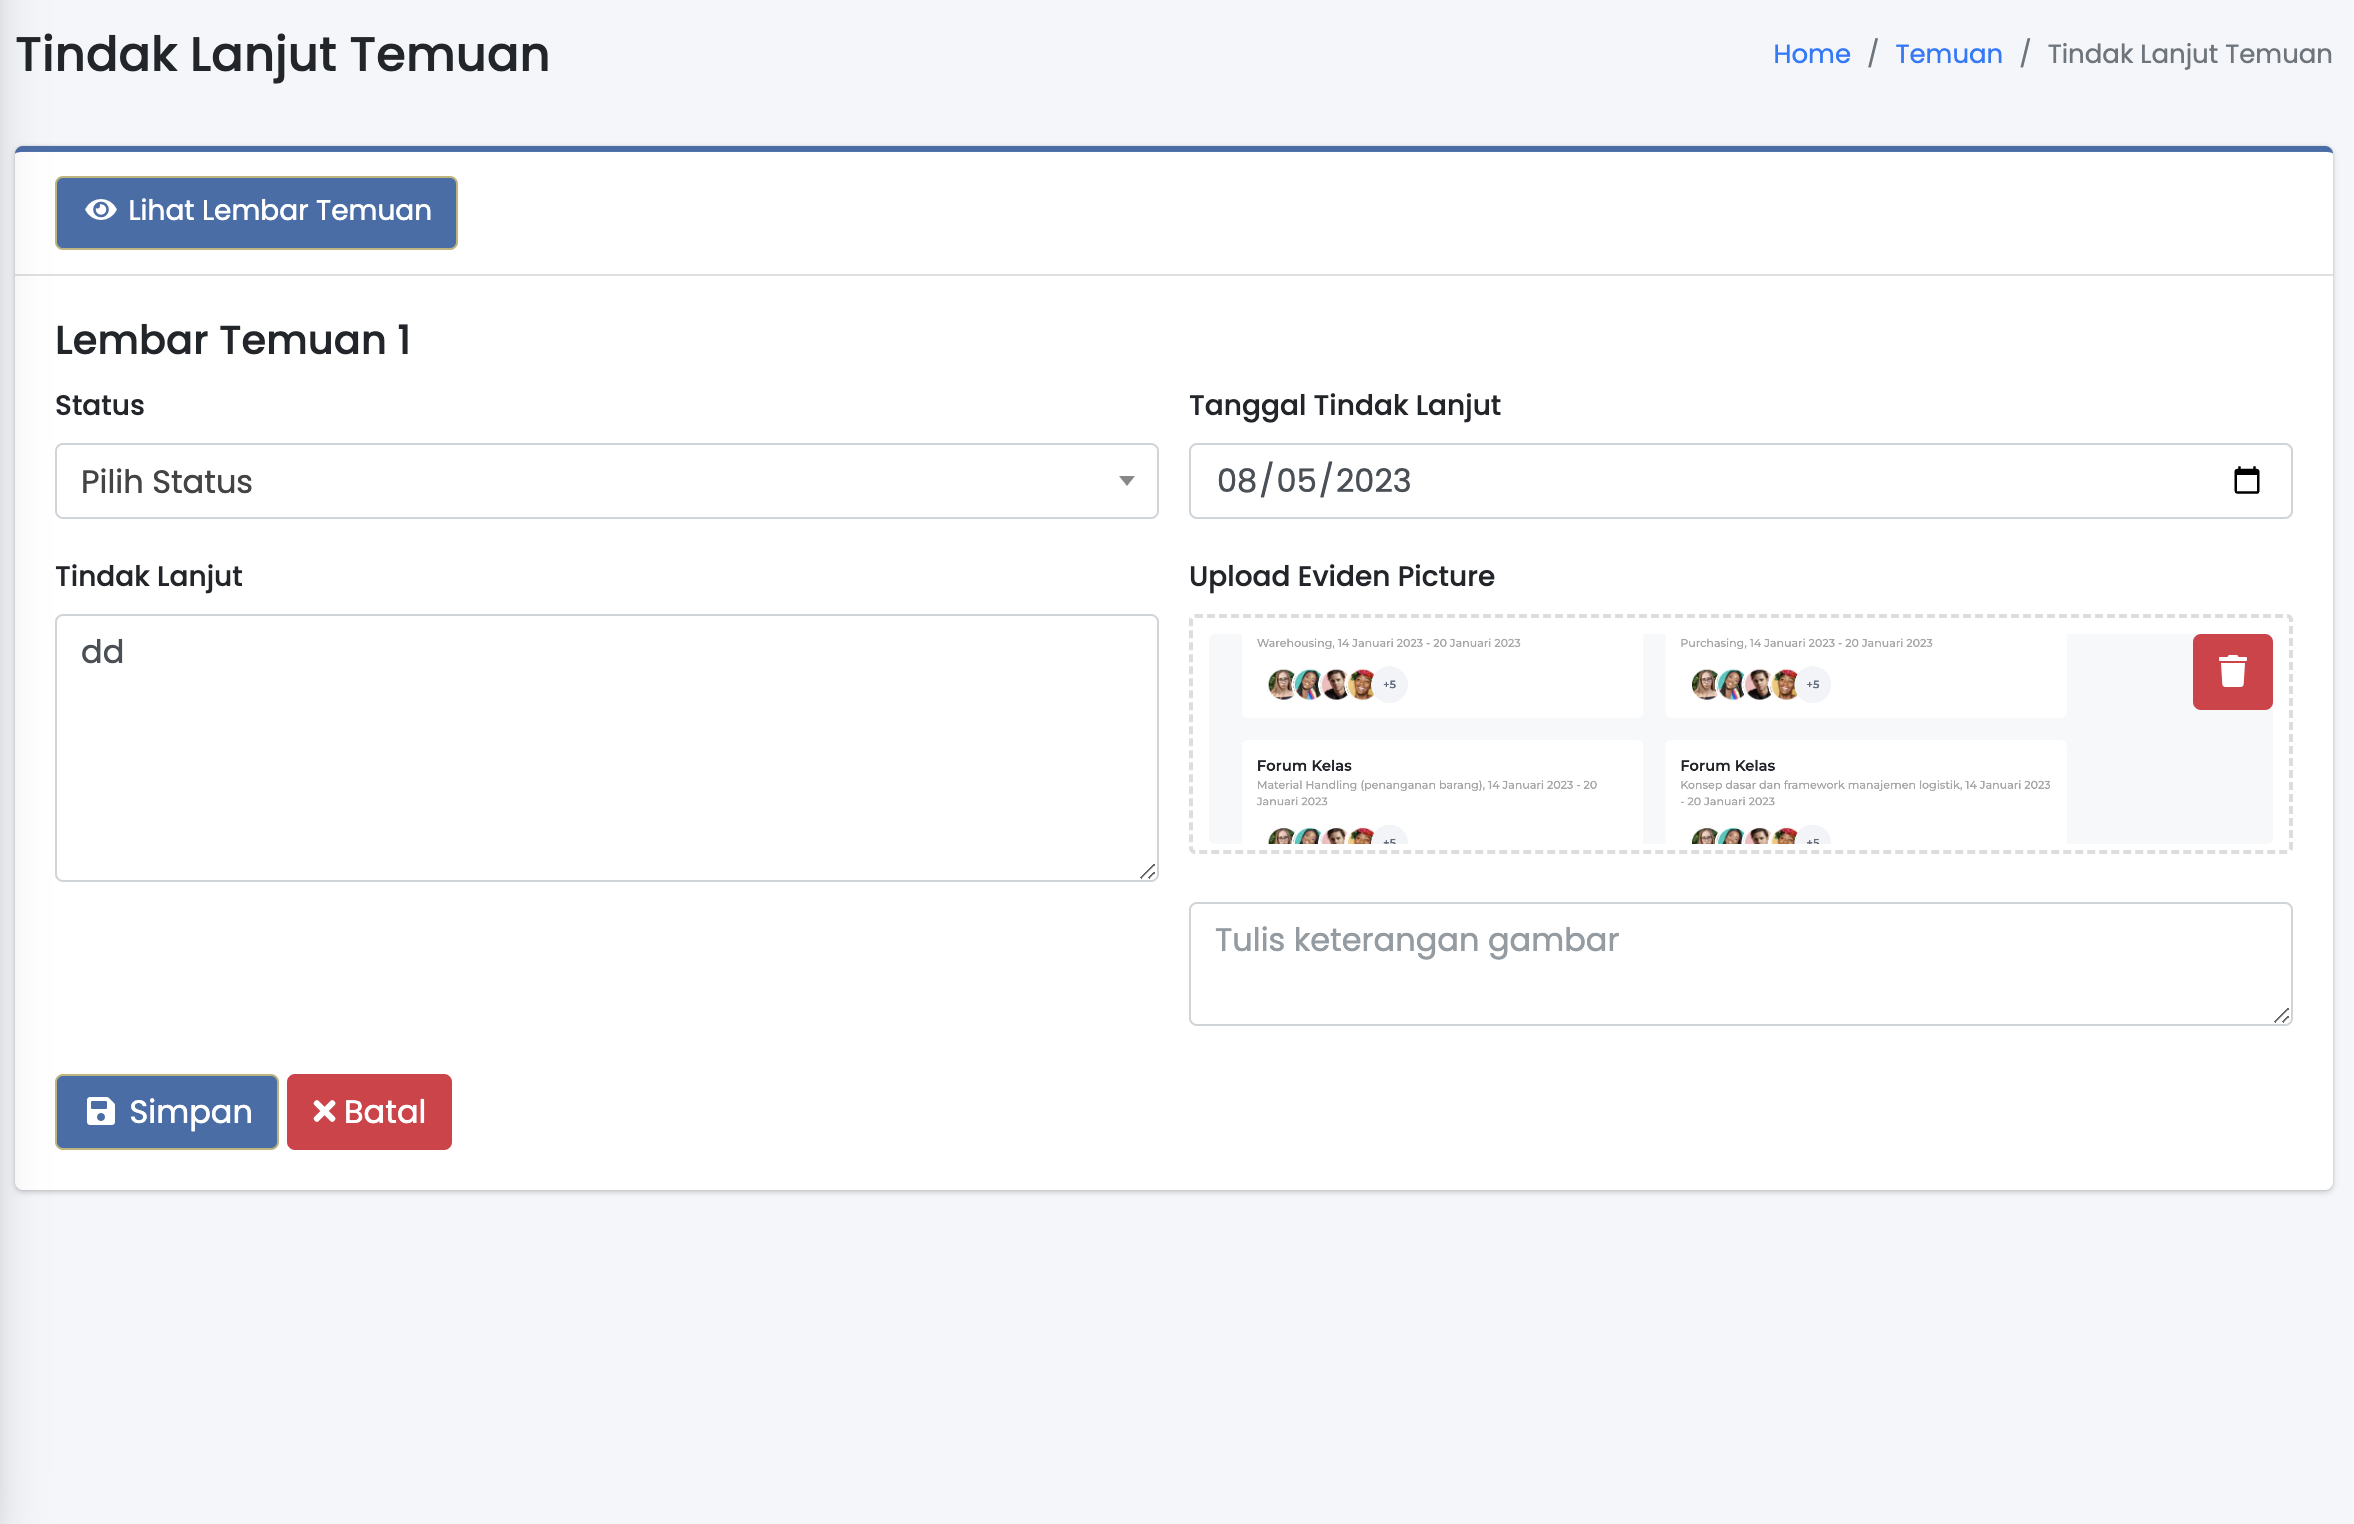 Tindak Lanjut Temuan
Home / Temuan / Tindak Lanjut Temuan
Lihat Lembar Temuan
Lembar Temuan 1
Status
Tanggal Tindak Lanjut
Pilih Status
08/05/2023
Tindak Lanjut
Upload Eviden Picture
dd
Warehousing, 14 Januari 2023 - 20 Januari 2023
+5
Purchasing, 14 Januari 2023 - 20 Januari 2023
+5
Forum Kelas
Material Handling (penanganan barang), 14 Januari 2023 - 20
Januari 2023
+5
Forum Kelas
Konsep dasar dan framework manajemen logistik, 14 Januari 2023
- 20 Januari 2023
+5
Tulis keterangan gambar
Simpan
Batal